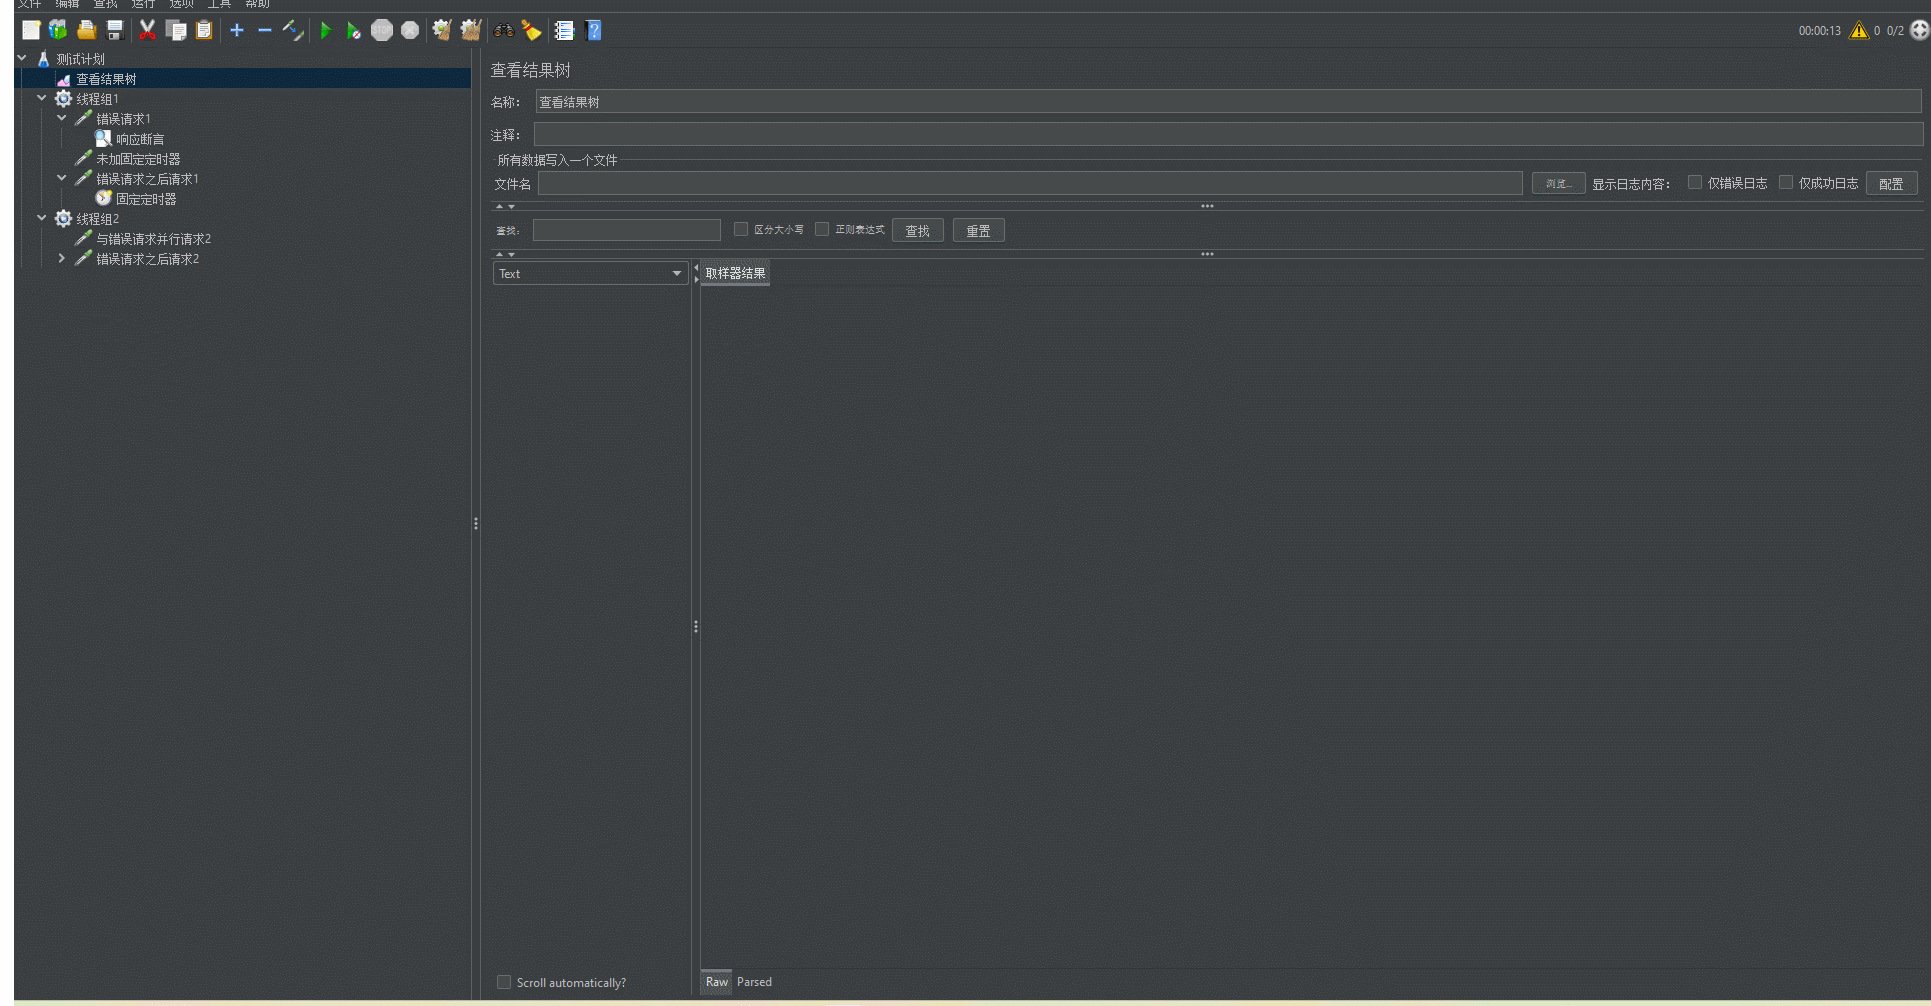 文件 编辑 查找 运行 选项 工具 帮助
STOP
00:00:13 0 0/2
测试计划
查看结果树
线程组1
错误请求1
响应断言
未加固定定时器
错误请求之后请求1
固定定时器
线程组2
与错误请求并行请求2
错误请求之后请求2
查看结果树
名称： 查看结果树
注释：
所有数据写入一个文件
文件名 浏览... 显示日志内容： 仅错误日志 仅成功日志 配置
查找： 区分大小写 正则表达式 查找 重置
Text 取样器结果
Scroll automatically? Raw Parsed